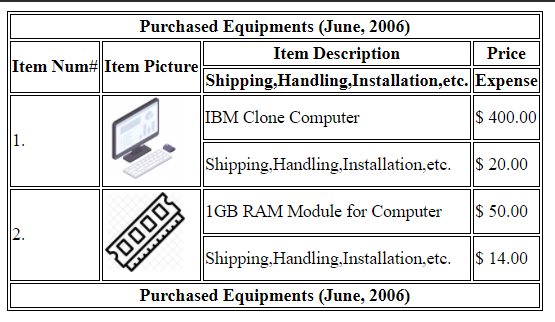 Purchased Equipments (June, 2006)
Item Num# Item Picture Item Description Price
Shipping,Handling,Installation,etc. Expense
1. IBM Clone Computer $ 400.00
Shipping,Handling,Installation,etc. $ 20.00
2. 1GB RAM Module for Computer $ 50.00
Shipping,Handling,Installation,etc. $ 14.00
Purchased Equipments (June, 2006)